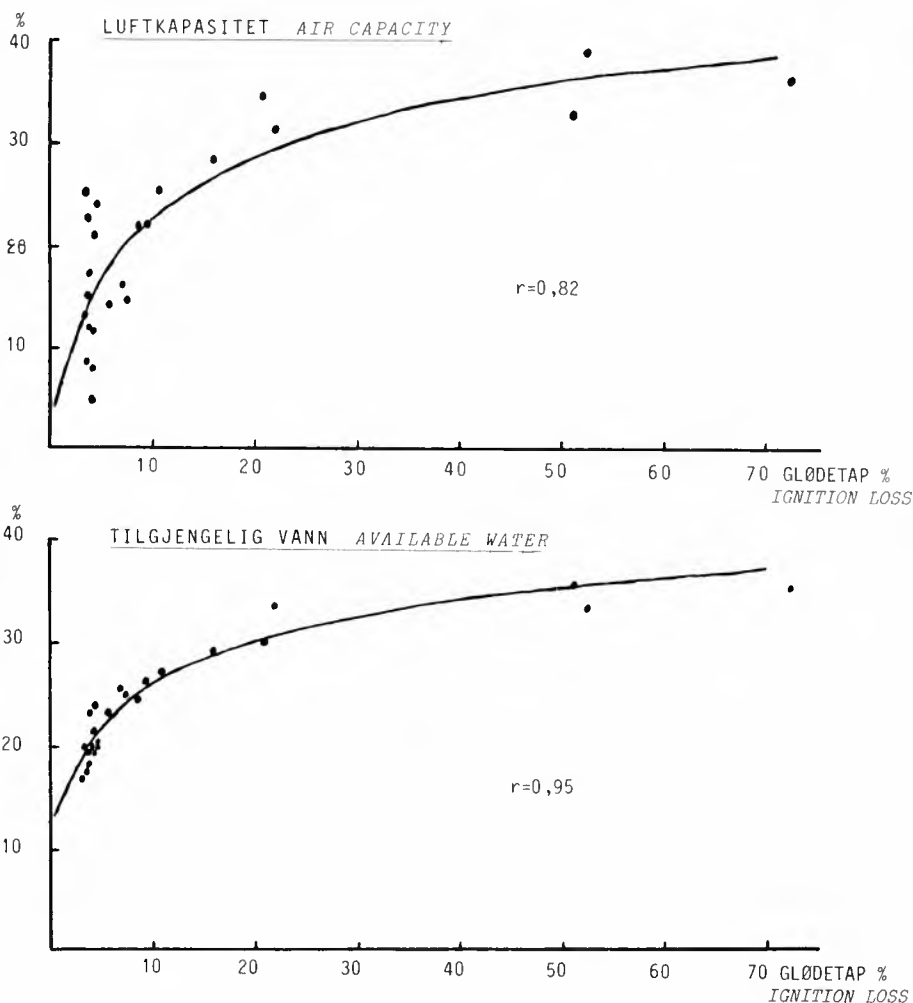 %
LUFTKAPASITET AIR CAPACITY
40
30
20
10
r=0,82
10 20 30 40 50 60 70 GLØDETAP %
IGNITION LOSS
%
TILGJENGELIG VANN AVAILABLE WATER
40
30
20
10
r=0,95
10 20 30 40 50 60 70 GLØDETAP %
IGNITION LOSS